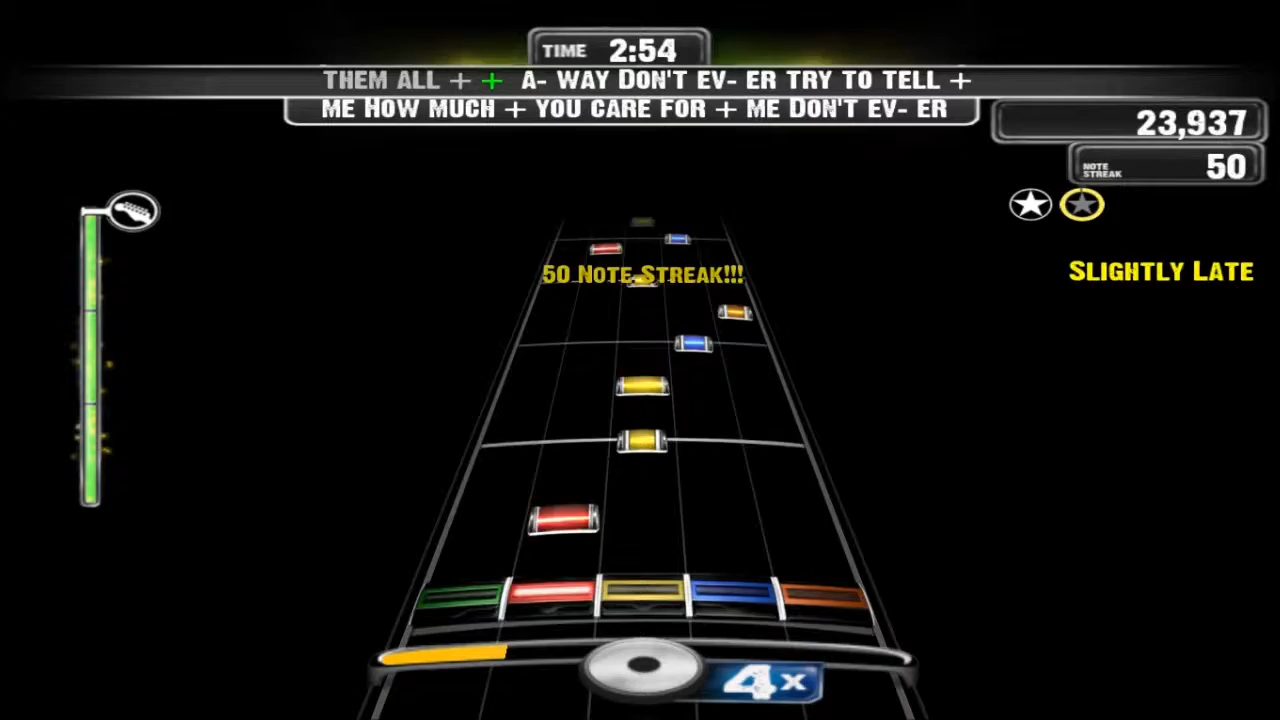 TIME 2:54
THEM ALL + + A- WAY DON'T EV- ER TRY TO TELL +
ME HOW MUCH + YOU CARE FOR + ME DON'T EV- ER
23,937
NOTE STREAK 50
50 NOTE STREAK!!!
SLIGHTLY LATE
4x